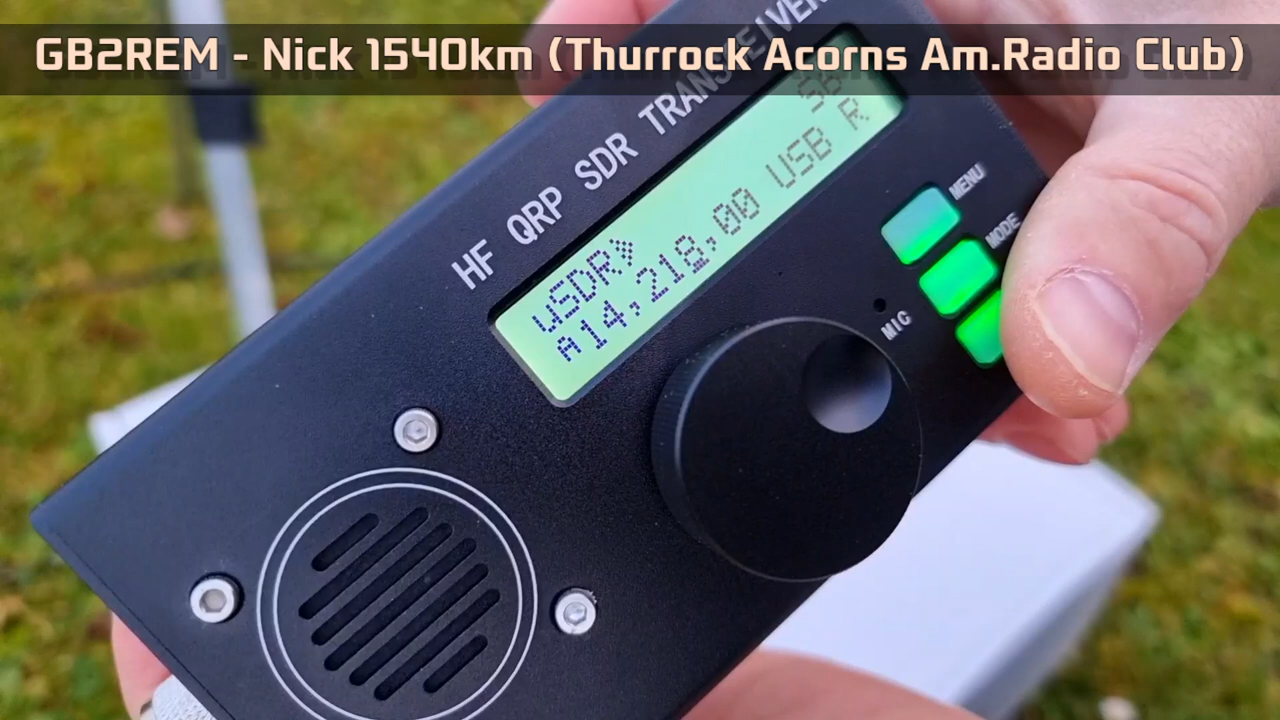 GB2REM - Nick 1540km (Thurrock Acorns Am.Radio Club)
HF QRP SDR TRANSCEIVER
uSDR
A14,218,00 USB R
MENU
MODE
MIC